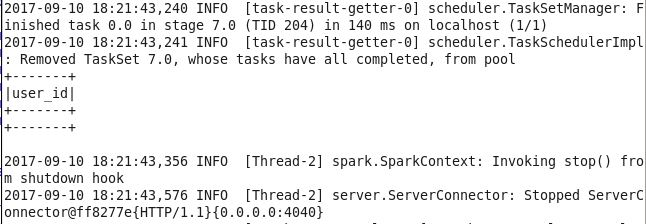 2017-09-10 18:21:43,240 INFO  [task-result-getter-0] scheduler.TaskSetManager: F
inished task 0.0 in stage 7.0 (TID 204) in 140 ms on localhost (1/1)
2017-09-10 18:21:43,241 INFO  [task-result-getter-0] scheduler.TaskSchedulerImpl
: Removed TaskSet 7.0, whose tasks have all completed, from pool
+-------+
|user_id|
+-------+
+-------+
2017-09-10 18:21:43,356 INFO  [Thread-2] spark.SparkContext: Invoking stop() fro
m shutdown hook
2017-09-10 18:21:43,576 INFO  [Thread-2] server.ServerConnector: Stopped ServerC
onnector@ff8277e{HTTP/1.1}{0.0.0.0:4040}